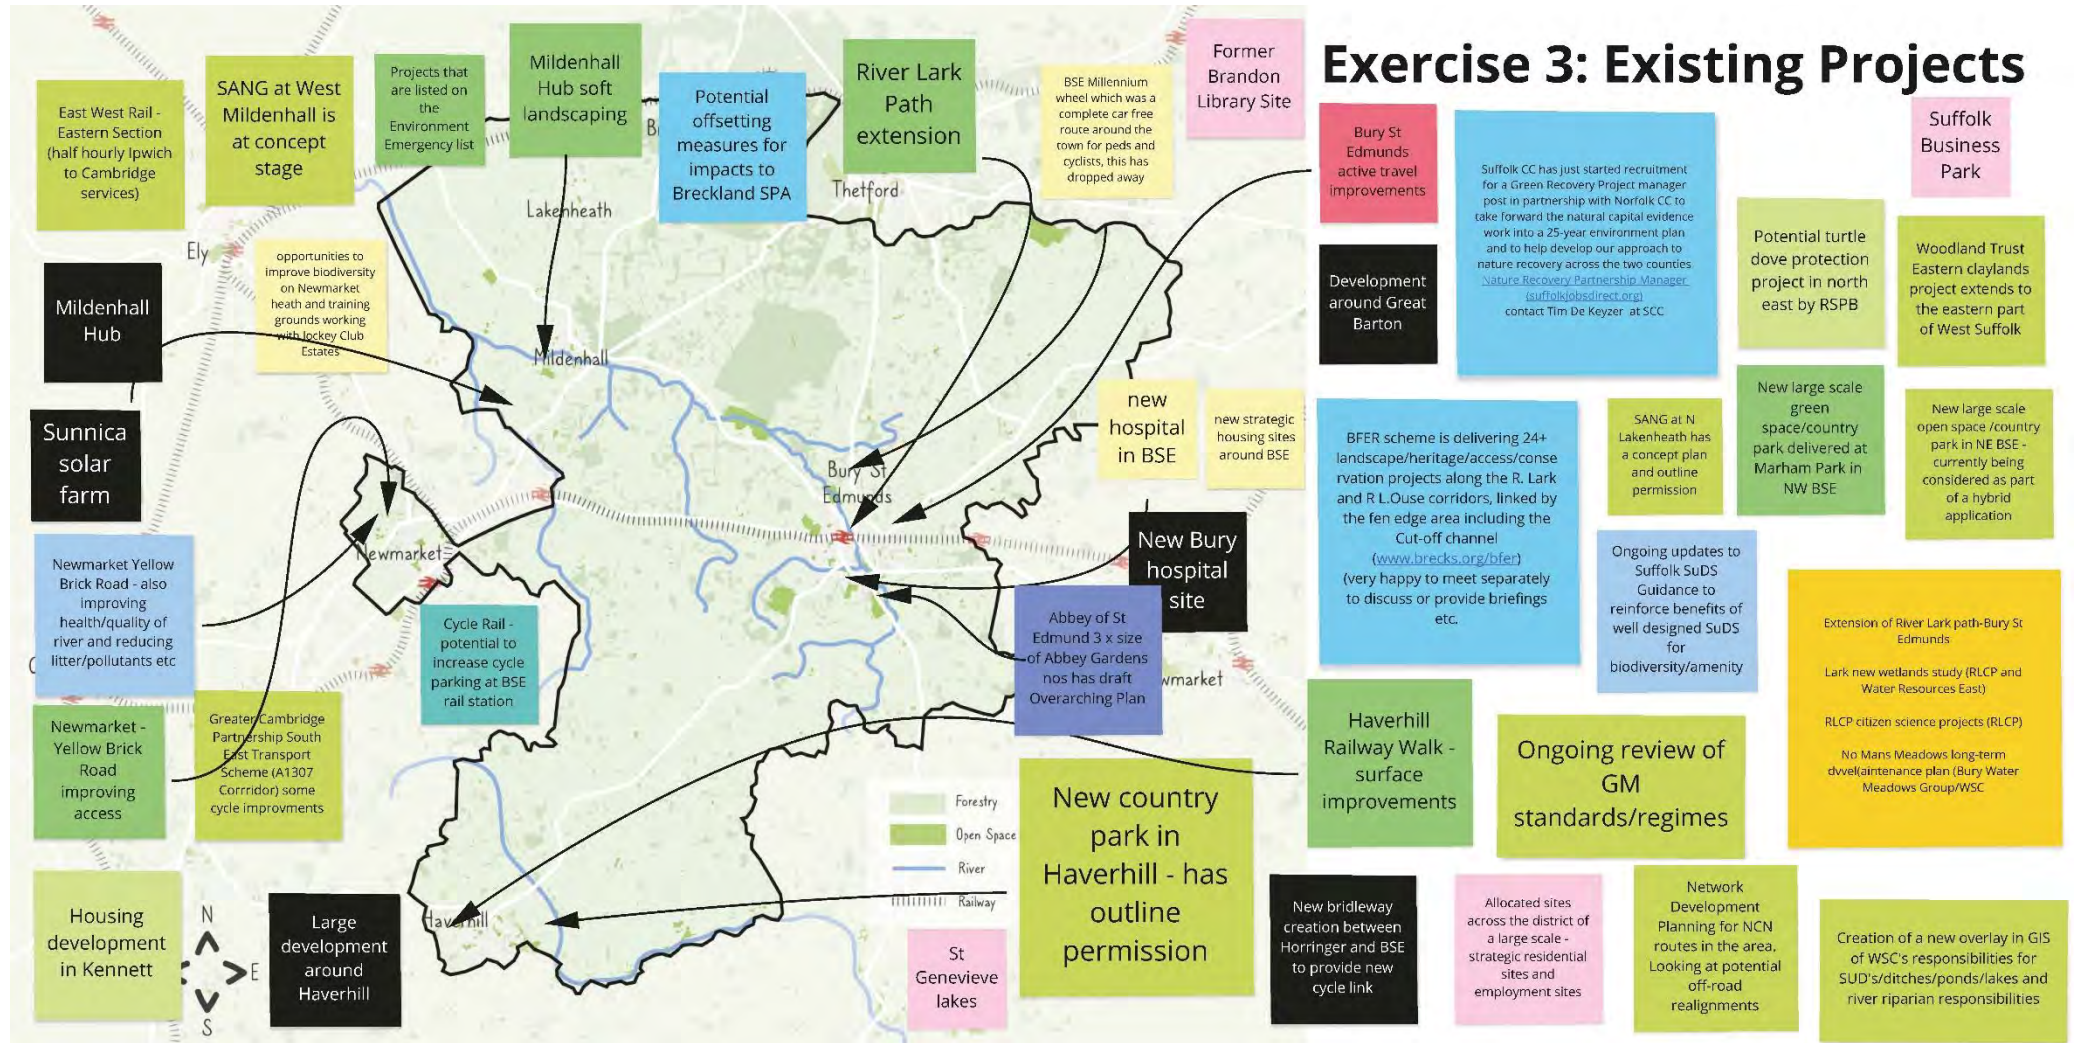 Exercise 3: Existing Projects
East West Rail -
Eastern Section
(half hourly Ipwich
to Cambridge
services)
SANG at West
Mildenhall is
at concept
stage
Projects that
are listed on
the
Environment
Emergency list
Mildenhall
Hub soft
landscaping
Potential
offsetting
measures for
impacts to
Breckland SPA
River Lark
Path
extension
BSE Millennium
wheel which was a
complete car free
route around the
town for peds and
cyclists, this has
dropped away
Former
Brandon
Library Site
Thetford
Lakenheath
Ely
Mildenhall
Hub
opportunities to
improve biodiversity
on Newmarket
heath and training
grounds working
with Jockey Club
Estates
Mildenhall
Sunnica
solar
farm
new
hospital
in BSE
new strategic
housing sites
around BSE
Bury St
Edmunds
Newmarket
New Bury
hospital
site
Newmarket Yellow
Brick Road - also
improving
health/quality of
river and reducing
litter/pollutants etc
Cycle Rail -
potential to
increase cycle
parking at BSE
rail station
Abbey of St
Edmund 3 x size
of Abbey Gardens
nos has draft
Overarching Plan
wmarket
Newmarket -
Yellow Brick
Road
improving
access
Greater Cambridge
Partnership South
East Transport
Scheme (A1307
Corrridor) some
cycle improvments
Forestry
Open Space
River
Railway
New country
park in
Haverhill - has
outline
permission
Housing
development
in Kennett
N
E
S
Large
development
around
Haverhill
Haverhill
St
Genevieve
lakes
Bury St
Edmunds
active travel
improvements
Suffolk CC has just started recruitment
for a Green Recovery Project manager
post in partnership with Norfolk CC to
take forward the natural capital evidence
work into a 25-year environment plan
and to help develop our approach to
nature recovery across the two counties
Nature Recovery Partnership Manager
(suffolkjobsdirect.org)
contact Tim De Keyzer at SCC
Suffolk
Business
Park
Development
around Great
Barton
Potential turtle
dove protection
project in north
east by RSPB
Woodland Trust
Eastern claylands
project extends to
the eastern part
of West Suffolk
BFER scheme is delivering 24+
landscape/heritage/access/conse
rvation projects along the R. Lark
and R L.Ouse corridors, linked by
the fen edge area including the
Cut-off channel
(www.brecks.org/bfer)
(very happy to meet separately
to discuss or provide briefings
etc.
SANG at N
Lakenheath has
a concept plan
and outline
permission
New large scale
green
space/country
park delivered at
Marham Park in
NW BSE
New large scale
open space /country
park in NE BSE -
currently being
considered as part
of a hybrid
application
Ongoing updates to
Suffolk SuDS
Guidance to
reinforce benefits of
well designed SuDS
for
biodiversity/amenity
Extension of River Lark path-Bury St
Edmunds
Lark new wetlands study (RLCP and
Water Resources East)
RLCP citizen science projects (RLCP)
No Mans Meadows long-term
dvvel(aintenance plan (Bury Water
Meadows Group/WSC
Haverhill
Railway Walk -
surface
improvements
Ongoing review of
GM
standards/regimes
New bridleway
creation between
Horringer and BSE
to provide new
cycle link
Allocated sites
across the district of
a large scale -
strategic residential
sites and
employment sites
Network
Development
Planning for NCN
routes in the area.
Looking at potential
off-road
realignments
Creation of a new overlay in GIS
of WSC's responsibilities for
SUD's/ditches/ponds/lakes and
river riparian responsibilities